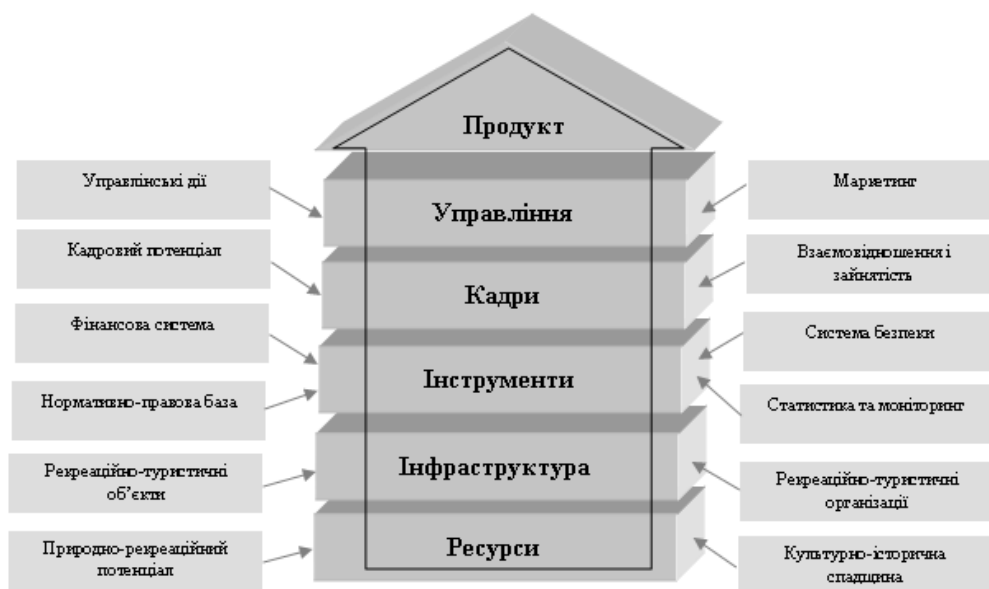 Продукт
Управлінські дії
Управління
Маркетинг
Кадровий потенціал
Кадри
Взаємовідношення і
зайнятість
Фінансова система
Інструменти
Система безпеки
Нормативно-правова база
Статистика та моніторинг
Рекреаційно-туристичні
об’єкти
Інфраструктура
Рекреаційно-туристичні
організації
Природно-рекреаційний
потенціал
Ресурси
Культурно-історична
спадщина